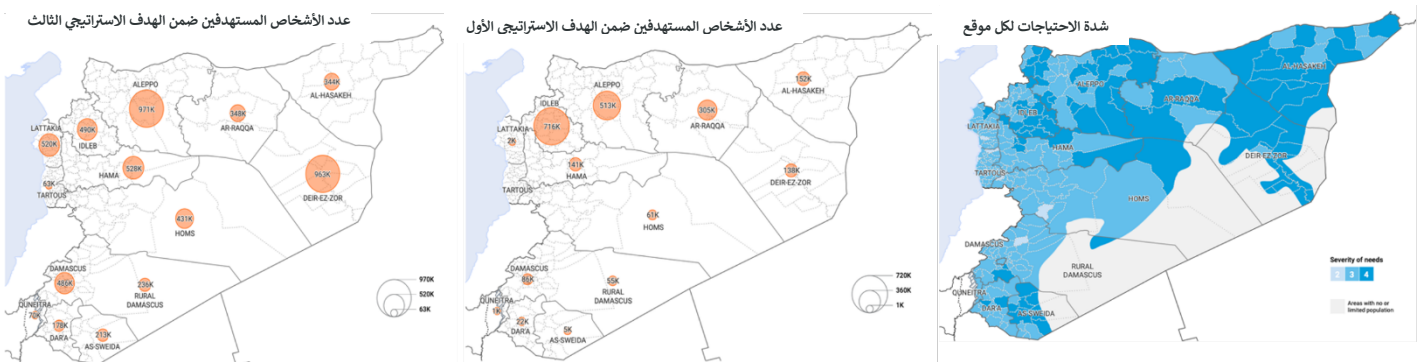 عدد الأشخاص المستهدفين ضمن الهدف الاستراتيجي الثالث
ALEPPO
971K
344K
AL-HASAKEH
348K
AR-RAQQA
LATTAKIA
520K
490K
IDLEB
HAMA
528K
63K
TARTOUS
963K
DEIR-EZ-ZOR
431K
HOMS
DAMASCUS
486K
236K
RURAL
DAMASCUS
QUNEITRA
178K
DAR'A
213K
AS-SWEIDA
970K
520K
63K
عدد الأشخاص المستهدفين ضمن الهدف الاستراتيجي الأول
ALEPPO
513K
152K
AL-HASAKEH
IDLEB
716K
305K
AR-RAQQA
LATTAKIA
2K
141K
HAMA
138K
DEIR-EZ-ZOR
TARTOUS
61K
HOMS
DAMASCUS
86K
55K
RURAL
DAMASCUS
QUNEITRA
1K
22K
DAR'A
5K
AS-SWEIDA
720K
360K
1K
شدة الاحتياجات لكل موقع
AL-HASAKEH
ALEPPO
AR-RAQQA
IDLEB
LATTAKIA
HAMA
DEIR-EZ-ZOR
TARTOUS
HOMS
DAMASCUS
RURAL
DAMASCUS
QUNEITRA
DAR'A
AS-SWEIDA
Severity of needs
2 3 4
Areas with no or
limited population